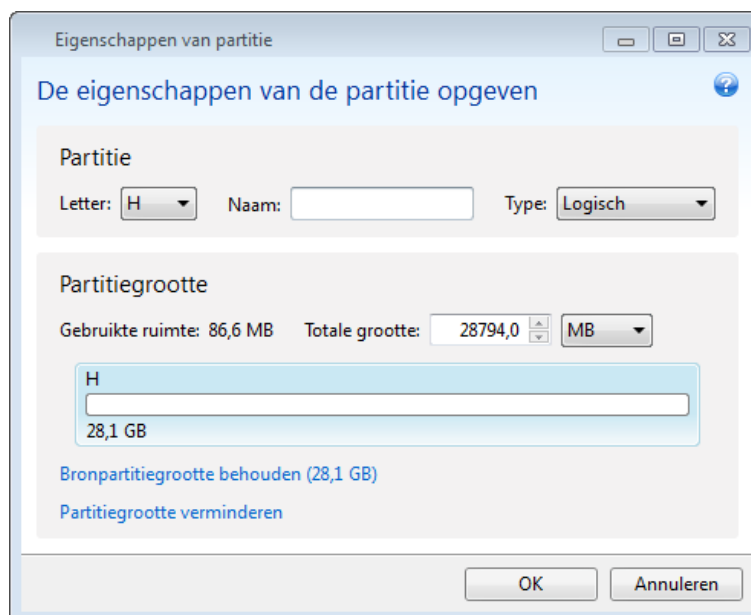 Eigenschappen van partitie
De eigenschappen van de partitie opgeven
Partitie
Letter: H Naam: Type: Logisch
Partitiegrootte
Gebruikte ruimte: 86,6 MB Totale grootte: 28794,0 MB
H
28,1 GB
Bronpartitiegrootte behouden (28,1 GB)
Partitiegrootte verminderen
OK Annuleren